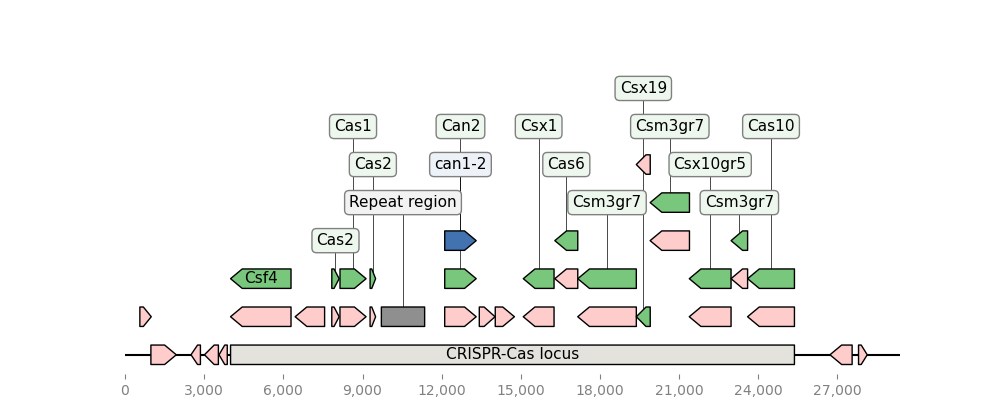 Csx19
Cas1 Can2 Csx1 Csm3gr7 Cas10
Cas2 can1-2 Cas6 Csx10gr5
Repeat region Csm3gr7 Csm3gr7
Cas2
Csf4
CRISPR-Cas locus
0 3,000 6,000 9,000 12,000 15,000 18,000 21,000 24,000 27,000